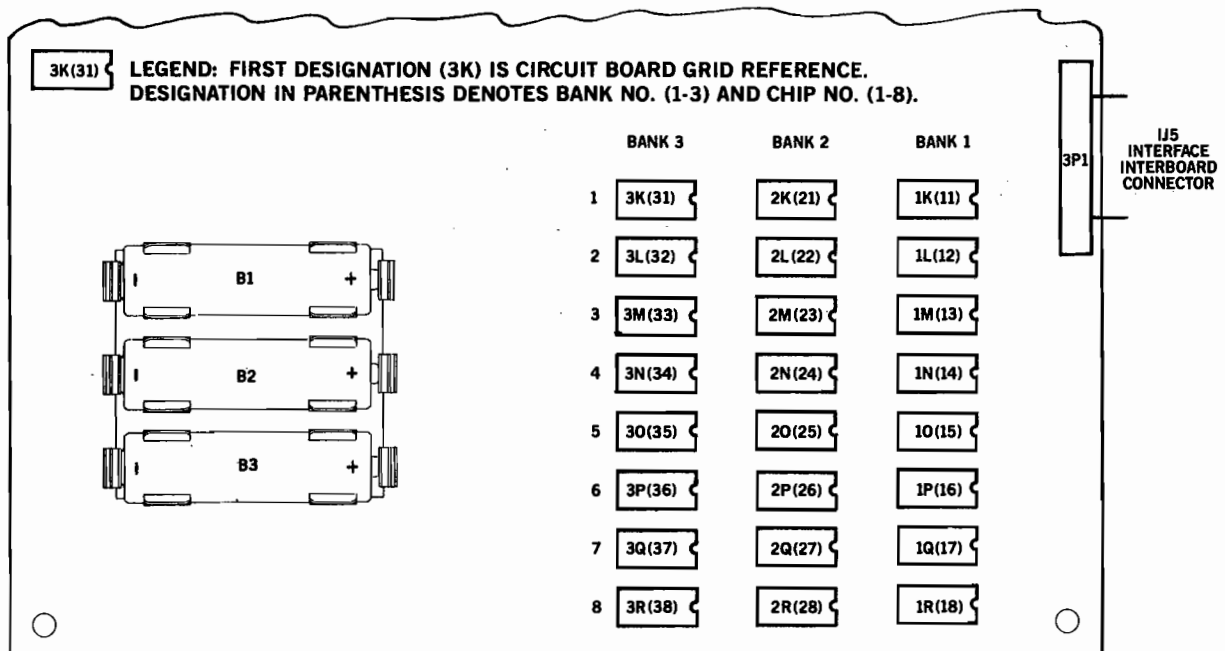 3K(31) LEGEND: FIRST DESIGNATION (3K) IS CIRCUIT BOARD GRID REFERENCE.
DESIGNATION IN PARENTHESIS DENOTES BANK NO. (1-3) AND CHIP NO. (1-8).
BANK 3 BANK 2 BANK 1
3P1
IJ5
INTERFACE
INTERBOARD
CONNECTOR
1 3K(31) 2K(21) 1K(11)
2 3L(32) 2L(22) 1L(12)
3 3M(33) 2M(23) 1M(13)
4 3N(34) 2N(24) 1N(14)
5 3O(35) 2O(25) 1O(15)
6 3P(36) 2P(26) 1P(16)
7 3Q(37) 2Q(27) 1Q(17)
8 3R(38) 2R(28) 1R(18)
- B1 +
- B2 +
- B3 +